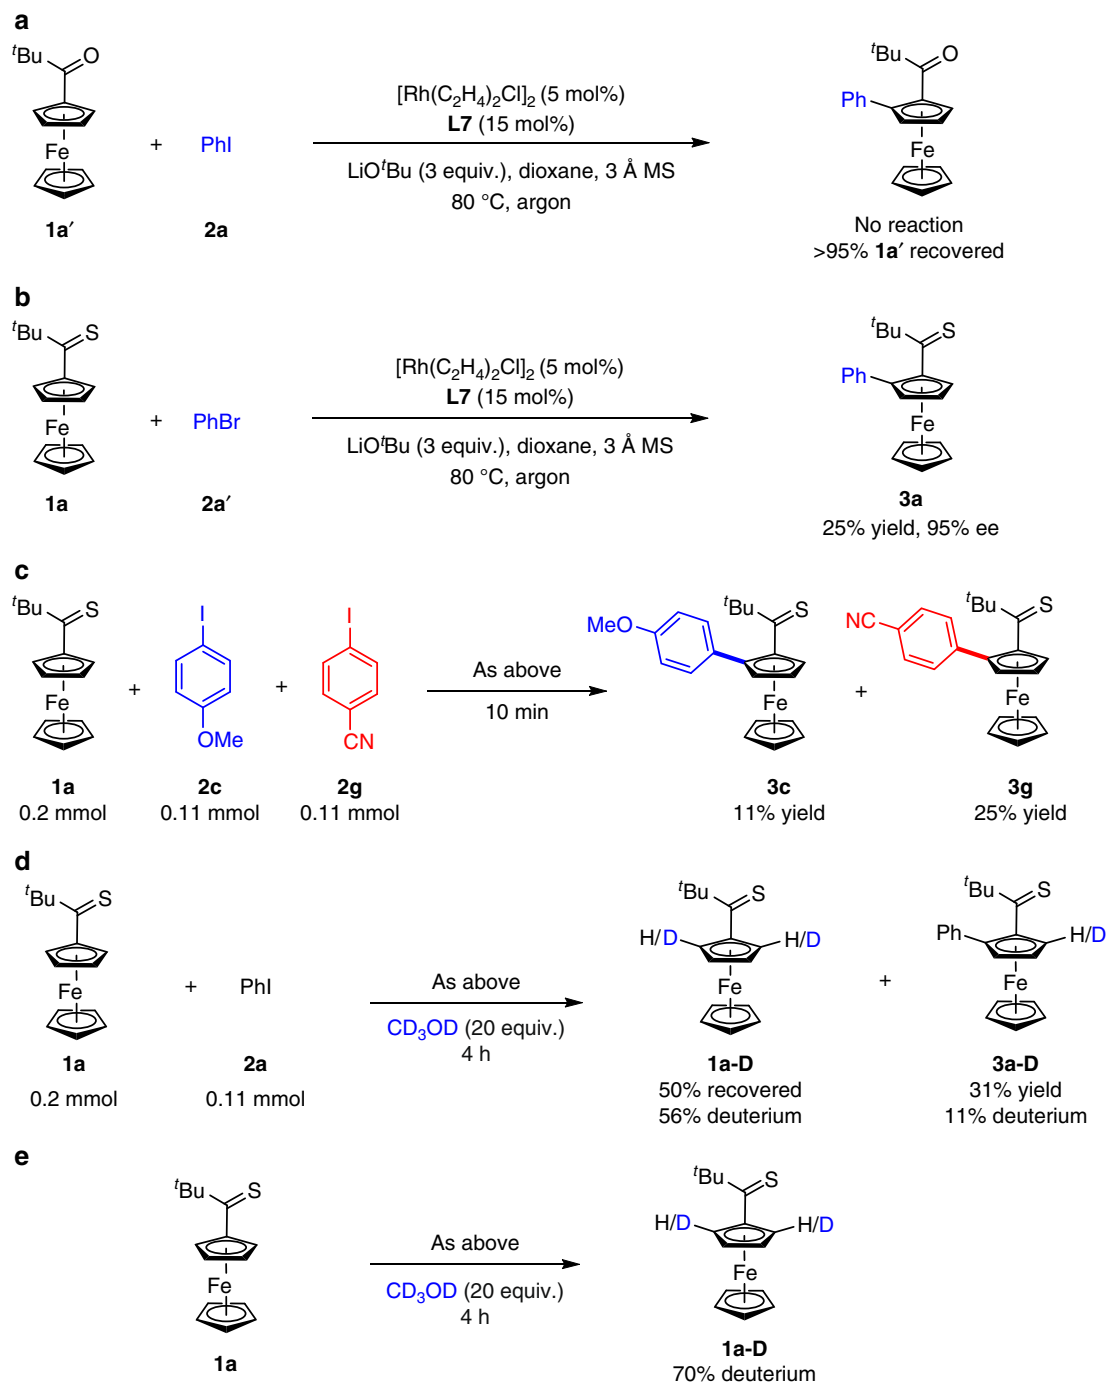 a
tBu O
Fe
1a′
+
PhI
2a
[Rh(C2H4)2Cl]2 (5 mol%)
L7 (15 mol%)
LiOtBu (3 equiv.), dioxane, 3 Å MS
80 °C, argon
tBu O
Ph
Fe
No reaction
>95% 1a′ recovered
b
tBu S
Fe
1a
+
PhBr
2a′
[Rh(C2H4)2Cl]2 (5 mol%)
L7 (15 mol%)
LiOtBu (3 equiv.), dioxane, 3 Å MS
80 °C, argon
tBu S
Ph
Fe
3a
25% yield, 95% ee
c
tBu S
Fe
1a
0.2 mmol
+
I
OMe
2c
0.11 mmol
+
I
CN
2g
0.11 mmol
As above
10 min
tBu S
MeO
Fe
3c
11% yield
+
tBu S
NC
Fe
3g
25% yield
d
tBu S
Fe
1a
0.2 mmol
+
PhI
2a
0.11 mmol
As above
CD3OD (20 equiv.)
4 h
tBu S
H/D H/D
Fe
1a-D
50% recovered
56% deuterium
+
tBu S
Ph H/D
Fe
3a-D
31% yield
11% deuterium
e
tBu S
Fe
1a
As above
CD3OD (20 equiv.)
4 h
tBu S
H/D H/D
Fe
1a-D
70% deuterium